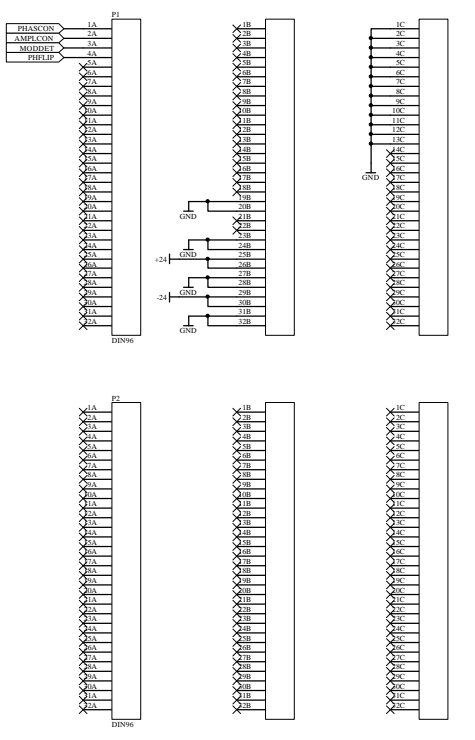 P1
PHASCON
AMPLCON
MODDET
PHFLIP
1A
2A
3A
4A
5A
6A
7A
8A
9A
10A
11A
12A
13A
14A
15A
16A
17A
18A
19A
20A
21A
22A
23A
24A
25A
26A
27A
28A
29A
30A
31A
32A
DIN96
1B
2B
3B
4B
5B
6B
7B
8B
9B
10B
11B
12B
13B
14B
15B
16B
17B
18B
19B
20B
GND
21B
22B
23B
24B
GND
+24
25B
26B
27B
28B
GND
-24
29B
30B
31B
32B
GND
1C
2C
3C
4C
5C
6C
7C
8C
9C
10C
11C
12C
13C
14C
15C
16C
GND
17C
18C
19C
20C
21C
22C
23C
24C
25C
26C
27C
28C
29C
30C
31C
32C
P2
1A
2A
3A
4A
5A
6A
7A
8A
9A
10A
11A
12A
13A
14A
15A
16A
17A
18A
19A
20A
21A
22A
23A
24A
25A
26A
27A
28A
29A
30A
31A
32A
DIN96
1B
2B
3B
4B
5B
6B
7B
8B
9B
10B
11B
12B
13B
14B
15B
16B
17B
18B
19B
20B
21B
22B
23B
24B
25B
26B
27B
28B
29B
30B
31B
32B
1C
2C
3C
4C
5C
6C
7C
8C
9C
10C
11C
12C
13C
14C
15C
16C
17C
18C
19C
20C
21C
22C
23C
24C
25C
26C
27C
28C
29C
30C
31C
32C